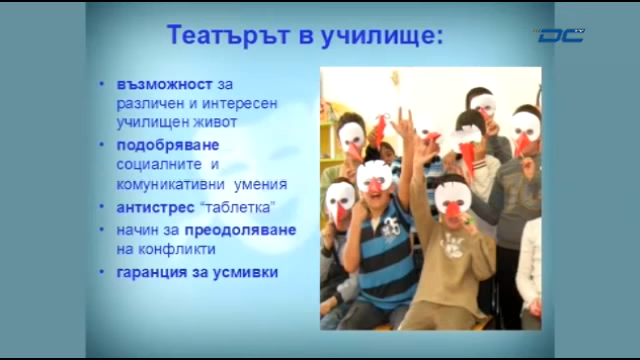 Театърът в училище:
DC
• възможност за
различен и интересен
училищен живот
• подобряване
социалните и
комуникативни умения
• антистрес “таблетка”
• начин за преодоляване
на конфликти
• гаранция за усмивки